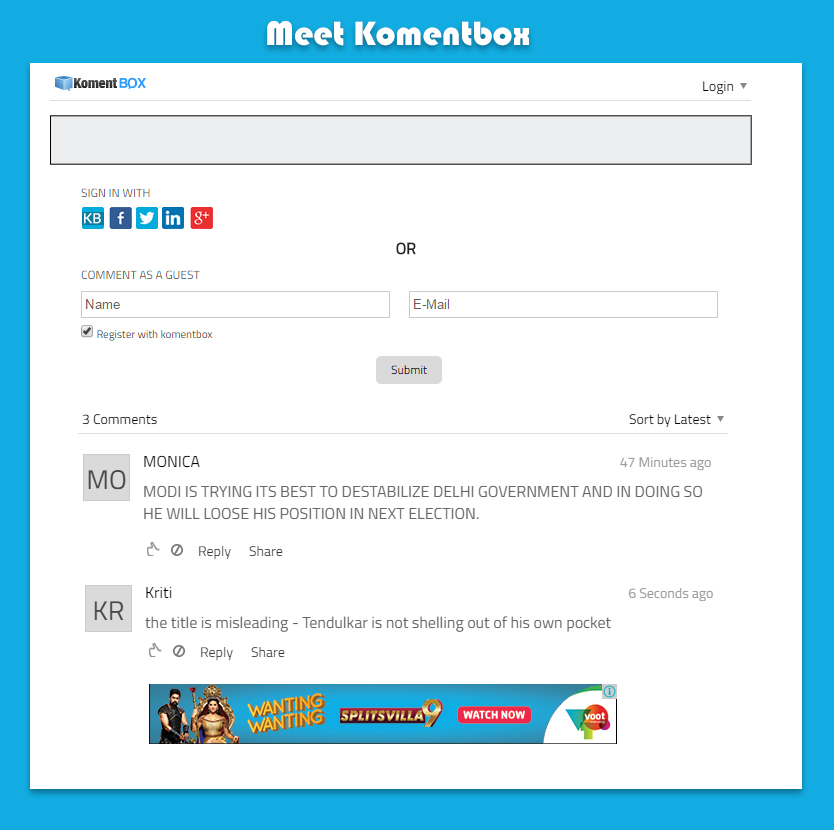 Meet Komentbox
Koment BOX
Login
SIGN IN WITH
KB f in g+
OR
COMMENT AS A GUEST
Name E-Mail
Register with komentbox
Submit
3 Comments Sort by Latest
MO MONICA 47 Minutes ago
MODI IS TRYING ITS BEST TO DESTABILIZE DELHI GOVERNMENT AND IN DOING SO
HE WILL LOOSE HIS POSITION IN NEXT ELECTION.
Reply Share
KR Kriti 6 Seconds ago
the title is misleading - Tendulkar is not shelling out of his own pocket
Reply Share
WANTING
WANTING
SPLITSVILLA 9 WATCH NOW voot